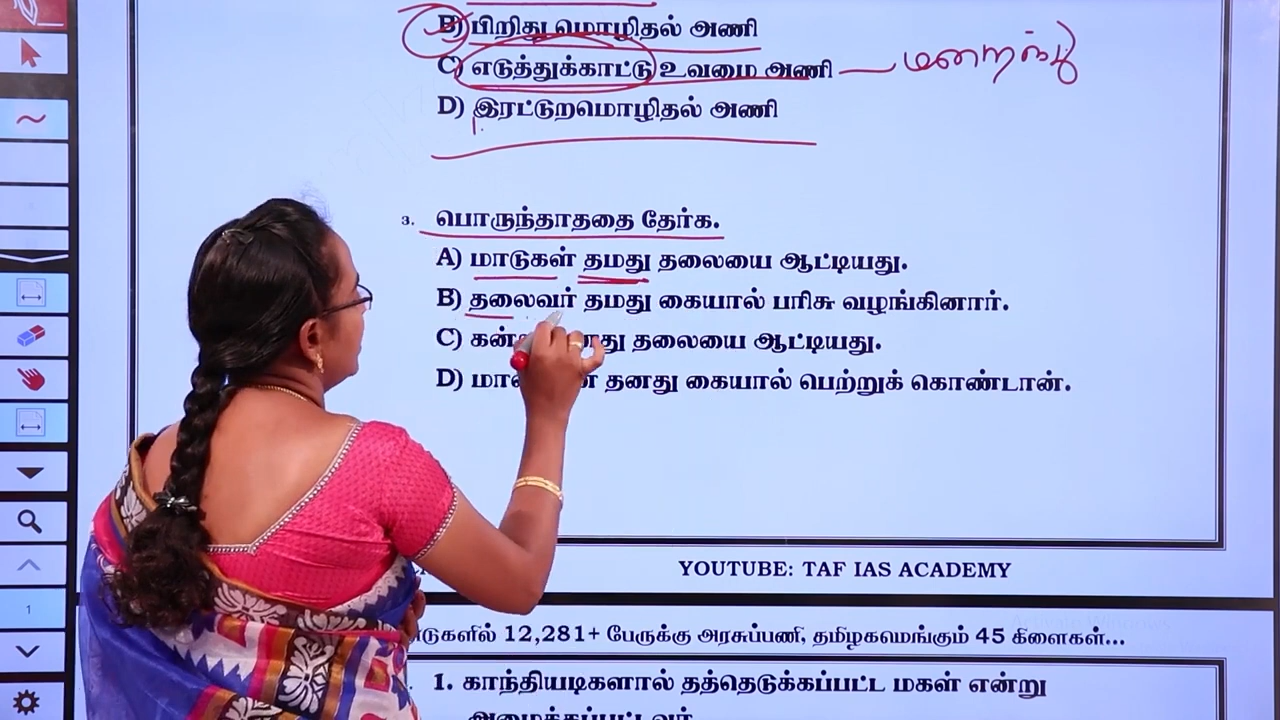 B) பிறிது மொழிதல் அணி
C) எடுத்துக்காட்டு உவமை அணி
D) இரட்டுறமொழிதல் அணி
3. பொருந்தாததை தேர்க.
A) மாடுகள் தமது தலையை ஆட்டியது.
B) தலைவர் தமது கையால் பரிசு வழங்கினார்.
C) தலையை ஆட்டியது.
D) தனது கையால் பெற்றுக் கொண்டான்.
YOUTUBE: TAF IAS ACADEMY
12,281+ பேருக்கு அரசுப்பணி, தமிழகமெங்கும் 45 கிளைகள்...
1. காந்தியடிகளால் தத்தெடுக்கப்பட்ட மகள் என்று
1